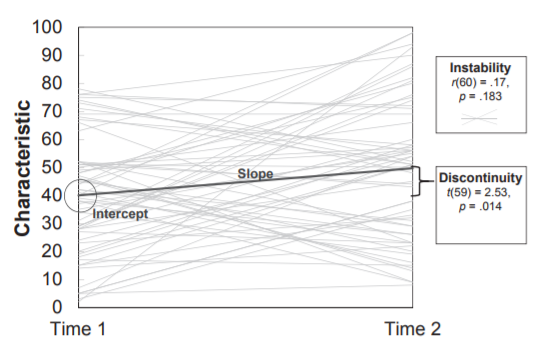 100
90
80
70
60
50
40
30
20
10
0
Characteristic
Slope
Intercept
Time 1
Time 2
Instability
r(60) = .17,
p = .183
Discontinuity
t(59) = 2.53,
p = .014